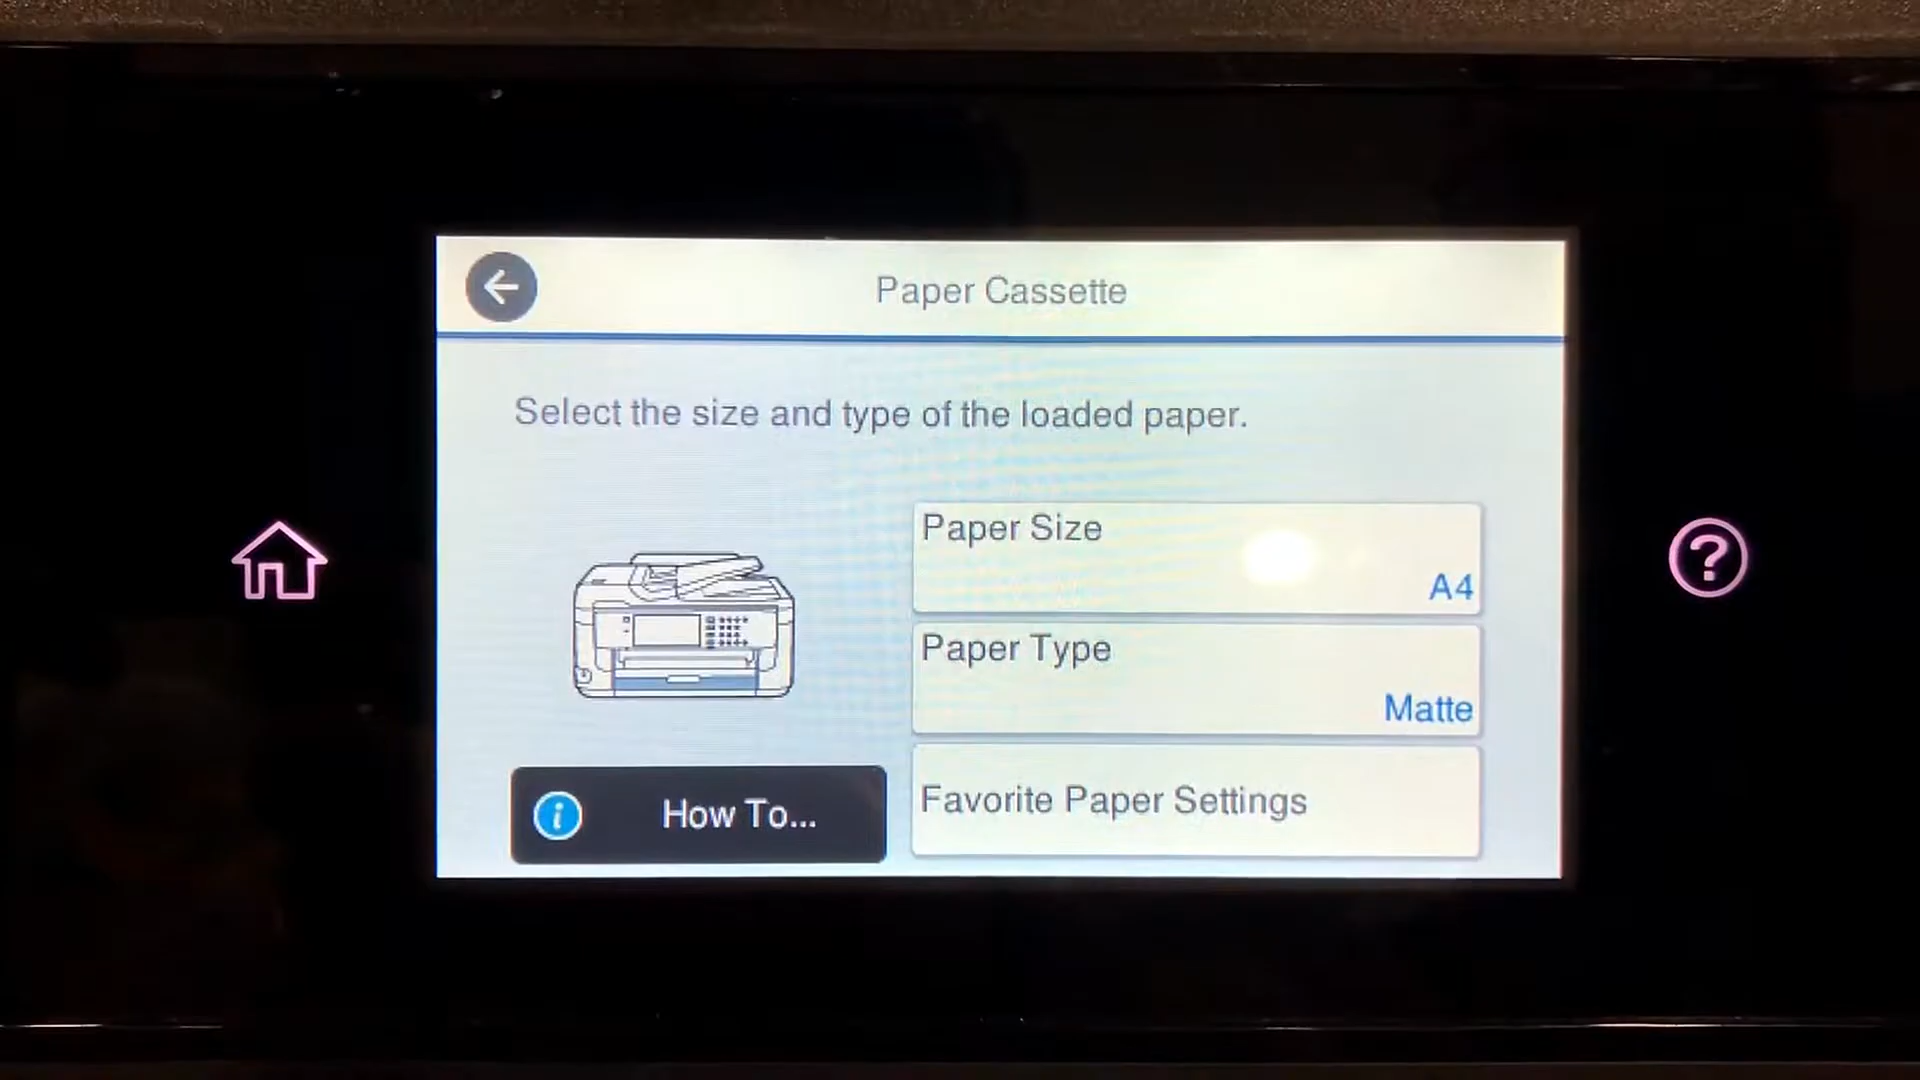 Paper Cassette
Select the size and type of the loaded paper.
Paper Size
A4
Paper Type
Matte
How To...
Favorite Paper Settings